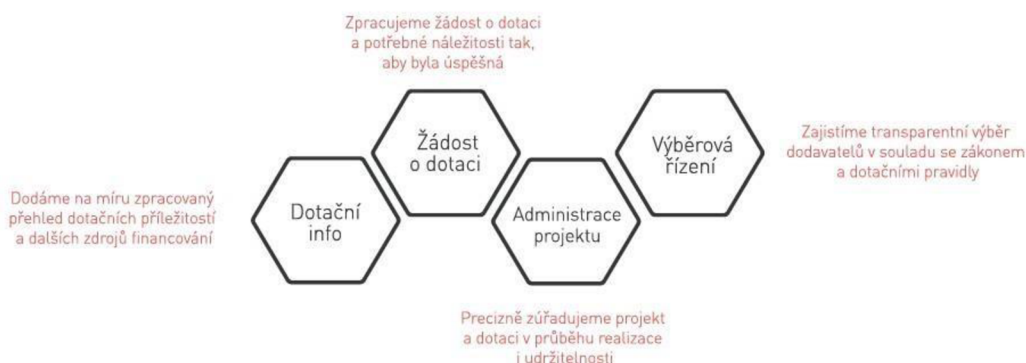 Zpracujeme žádost o dotaci
a potřebné náležitosti tak,
aby byla úspěšná
Žádost
o dotaci
Výběrová
řízení
Zajistíme transparentní výběr
dodavatelů v souladu se zákonem
a dotačními pravidly
Dodáme na míru zpracovaný
přehled dotačních příležitostí
a dalších zdrojů financování
Dotační
info
Administrace
projektu
Precizně zúřadujeme projekt
a dotaci v průběhu realizace
i udržitelnosti